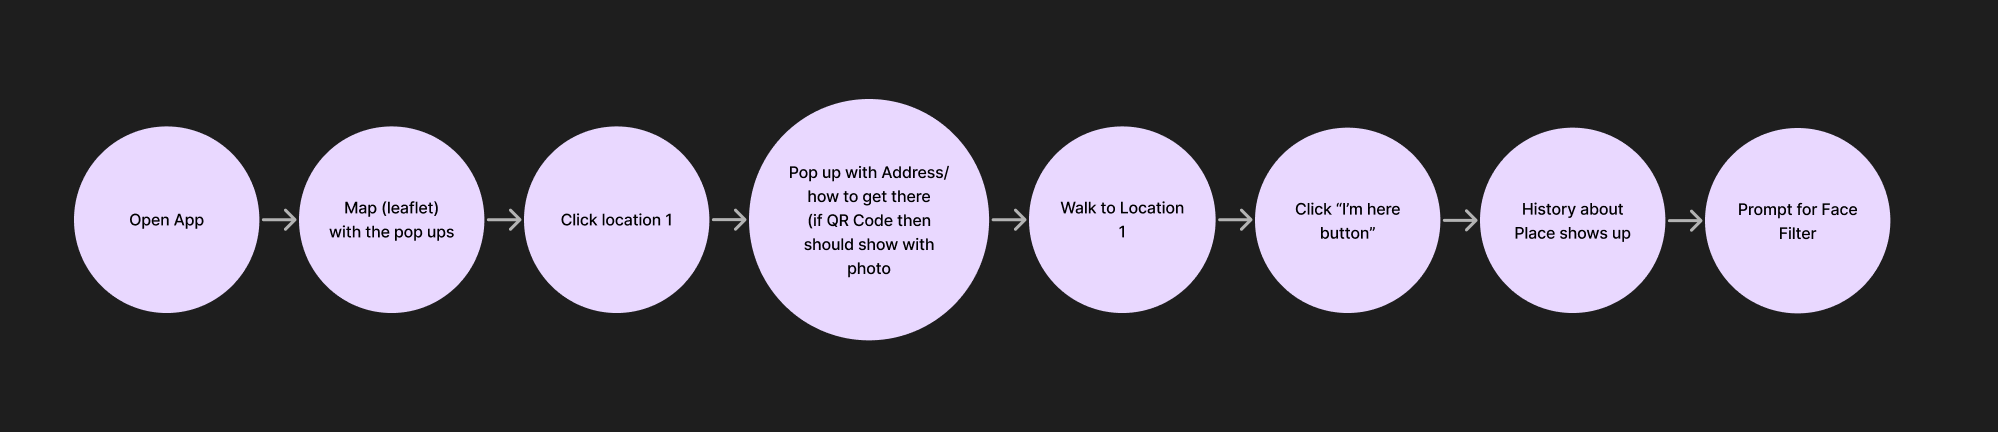 Open App
Map (leaflet)
with the pop ups
Click location 1
Pop up with Address/
how to get there
(if QR Code then
should show with
photo
Walk to Location
1
Click “I’m here
button”
History about
Place shows up
Prompt for Face
Filter